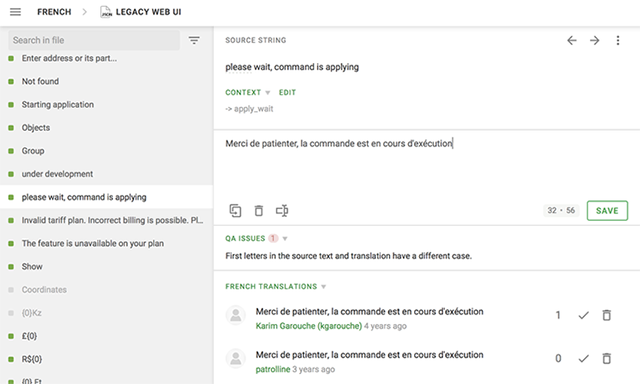 FRENCH > JSON LEGACY WEB UI
Search in file
Enter address or its part...
Not found
Starting application
Objects
Group
under development
please wait, command is applying
Invalid tariff plan. Incorrect billing is possible. Pl...
The feature is unavailable on your plan
Show
Coordinates
{0}Kz
£{0}
R${0}
{0} Ft
SOURCE STRING
please wait, command is applying
CONTEXT EDIT
-> apply_wait
Merci de patienter, la commande est en cours d'exécution
32 • 56 SAVE
QA ISSUES 1
First letters in the source text and translation have a different case.
FRENCH TRANSLATIONS
Merci de patienter, la commande est en cours d'exécution 1
Karim Garouche (kgarouche) 4 years ago
Merci de patienter, la commande est en cours d'exécution 0
patrolline 3 years ago